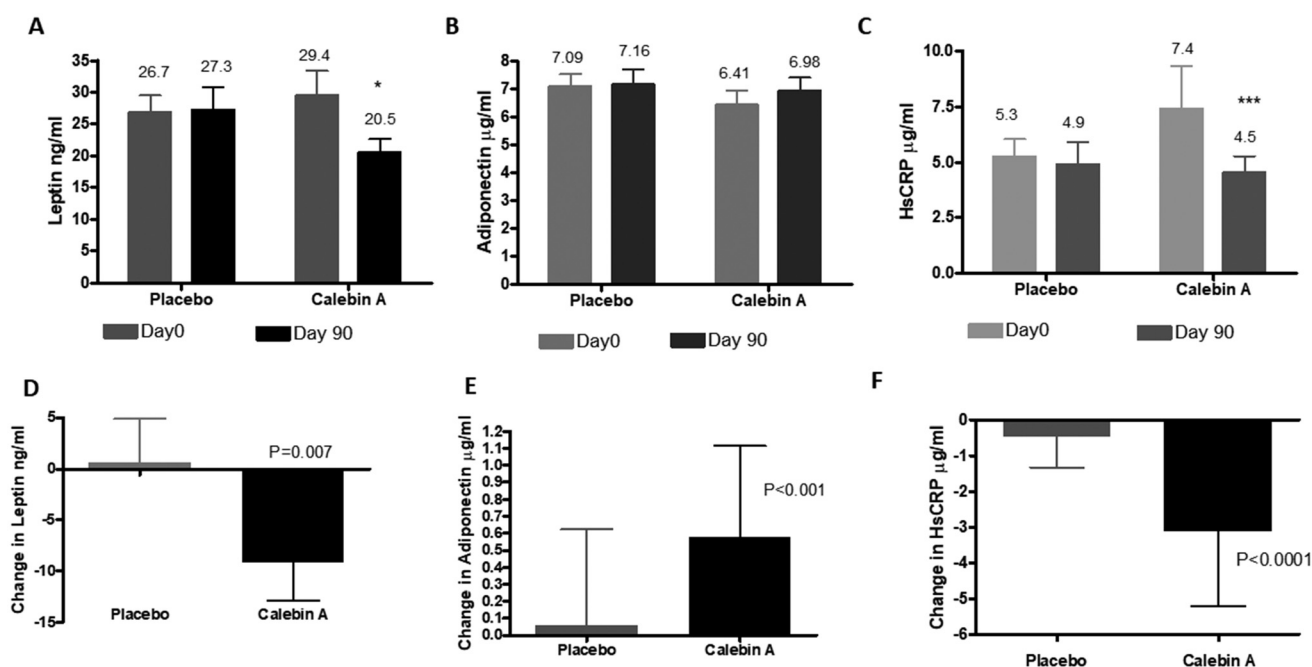 A
35
30
25
20
15
10
5
0
Leptin ng/ml
26.7
27.3
29.4
*
20.5
Placebo
Calebin A
Day0
Day 90
B
8
7
6
5
4
3
2
1
0
Adiponectin μg/ml
7.09
7.16
6.41
6.98
Placebo
Calebin A
Day0
Day 90
C
10.0
7.5
5.0
2.5
0.0
HsCRP μg/ml
5.3
4.9
7.4
***
4.5
Placebo
Calebin A
Day0
Day 90
D
5
0
-5
-10
-15
Change in Leptin ng/ml
P=0.007
Placebo
Calebin A
E
1.2
1.1
1.0
0.9
0.8
0.7
0.6
0.5
0.4
0.3
0.2
0.1
0.0
Change in Adiponectin μg/ml
P<0.001
Placebo
Calebin A
F
0
-1
-2
-3
-4
-5
-6
Change in HsCRP μg/ml
P<0.0001
Placebo
Calebin A